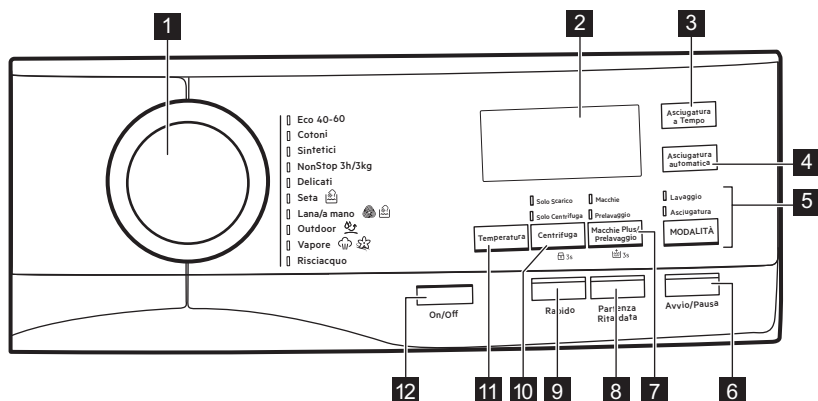 1
2
3
Eco 40-60
Cotoni
Sintetici
NonStop 3h/3kg
Delicati
Seta
Lana/a mano
Outdoor
Vapore
Risciacquo
Asciugatura
a Tempo
Asciugatura
automatica
4
Solo Scarico
Macchie
Solo Centrifuga
Prelavaggio
Lavaggio
Asciugatura
5
Temperatura
Centrifuga
Macchie Plus/
Prelavaggio
MODALITÀ
3s
3s
On/Off
Rapido
Partenza
Ritardata
Avvio/Pausa
12
11
10
9
8
7
6